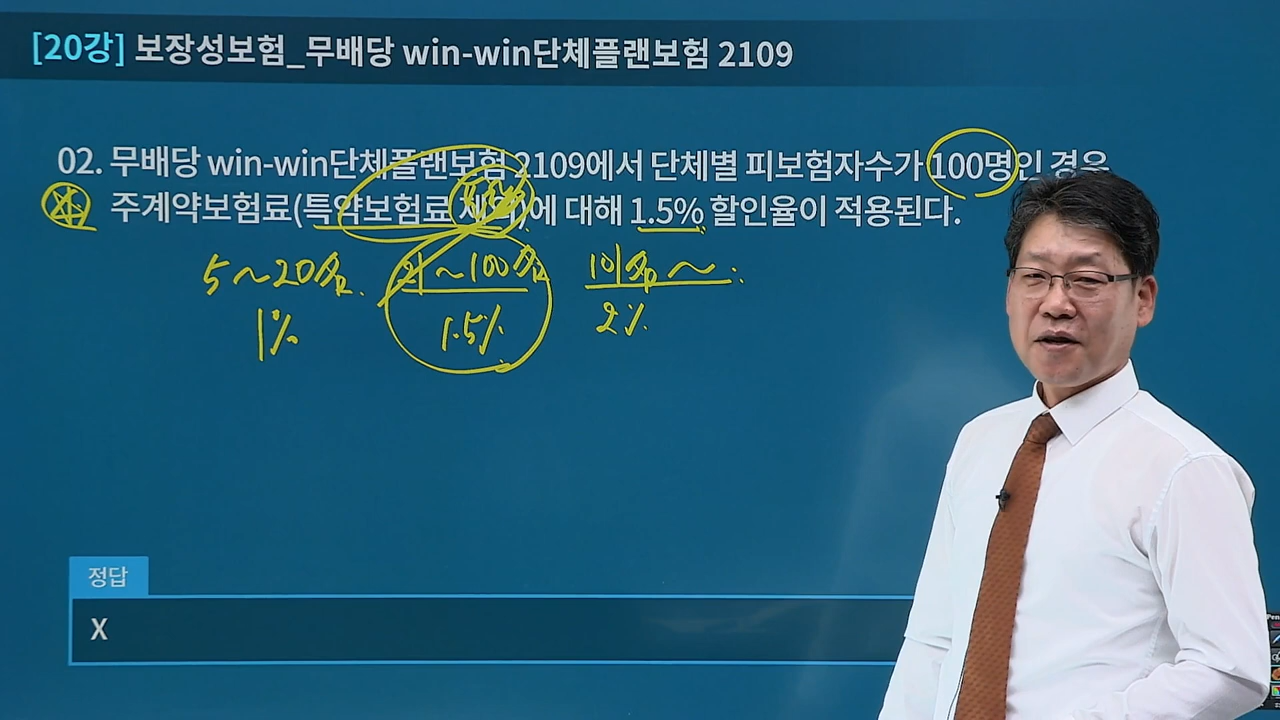 [20강] 보장성보험_무배당 win-win단체플랜보험 2109
02. 무배당 win-win단체플랜보험 2109에서 단체별 피보험자수가 100명인 경우
주계약보험료(특약보험료 제외)에 대해 1.5% 할인율이 적용된다.
5~20名. 21~100名 101名~.
1% 1.5% 2%.
정답
X